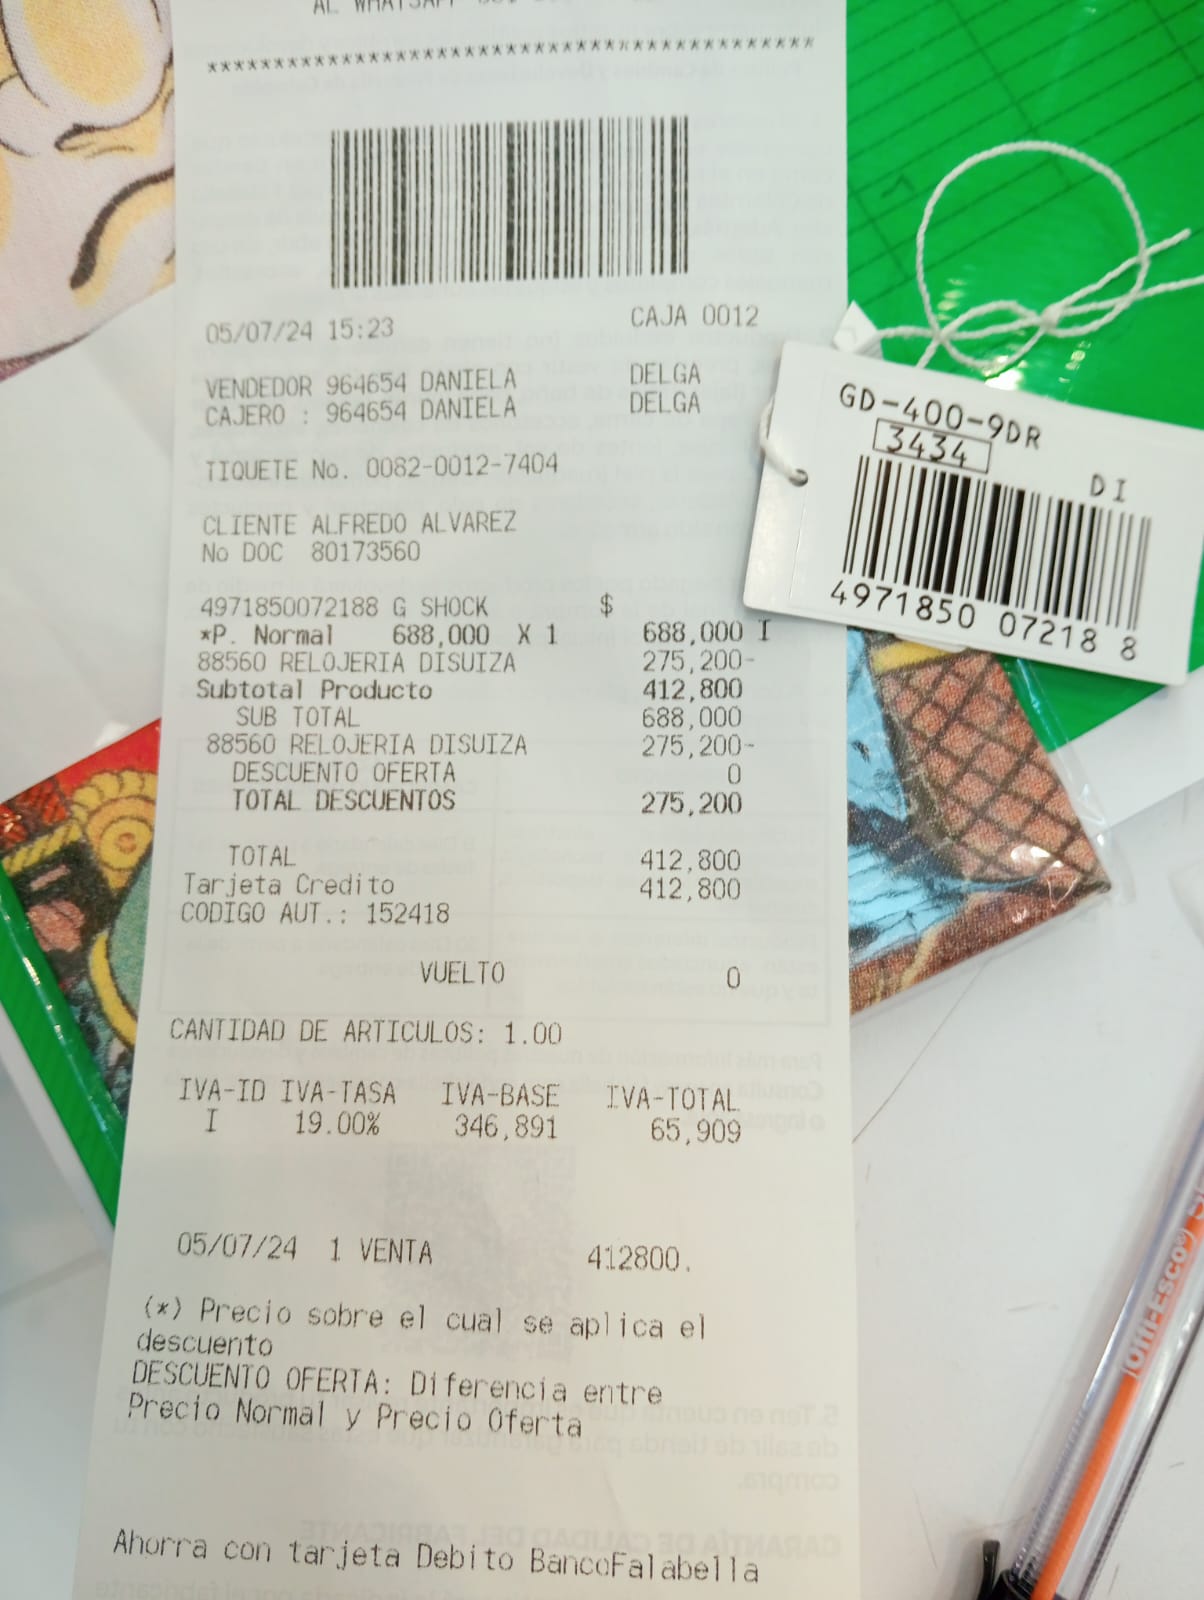 AL WHATSAPP
*************************************************
05/07/24 15:23 CAJA 0012
VENDEDOR 964654 DANIELA DELGA
CAJERO : 964654 DANIELA DELGA
TIQUETE No. 0082-0012-7404
CLIENTE ALFREDO ALVAREZ
No DOC 80173560
4971850072188 G SHOCK $
*P. Normal 688,000 X 1 688,000 I
88560 RELOJERIA DISUIZA 275,200-
Subtotal Producto 412,800
SUB TOTAL 688,000
88560 RELOJERIA DISUIZA 275,200-
DESCUENTO OFERTA 0
TOTAL DESCUENTOS 275,200
TOTAL 412,800
Tarjeta Credito 412,800
CODIGO AUT.: 152418
VUELTO 0
CANTIDAD DE ARTICULOS: 1.00
IVA-ID IVA-TASA IVA-BASE IVA-TOTAL
I 19.00% 346,891 65,909
05/07/24 1 VENTA 412800.
(*) Precio sobre el cual se aplica el
descuento
DESCUENTO OFERTA: Diferencia entre
Precio Normal y Precio Oferta
Ahorra con tarjeta Debito BancoFalabella
GD-400-9DR
3434
DI
4971850 07218 8
Offi-Esco®